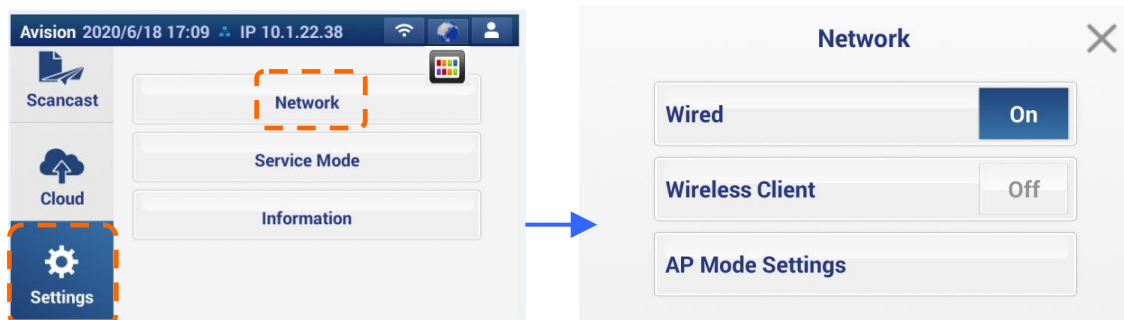 Avision 2020/6/18 17:09 IP 10.1.22.38
Scancast
Cloud
Settings
Network
Service Mode
Information
Network
Wired On
Wireless Client Off
AP Mode Settings